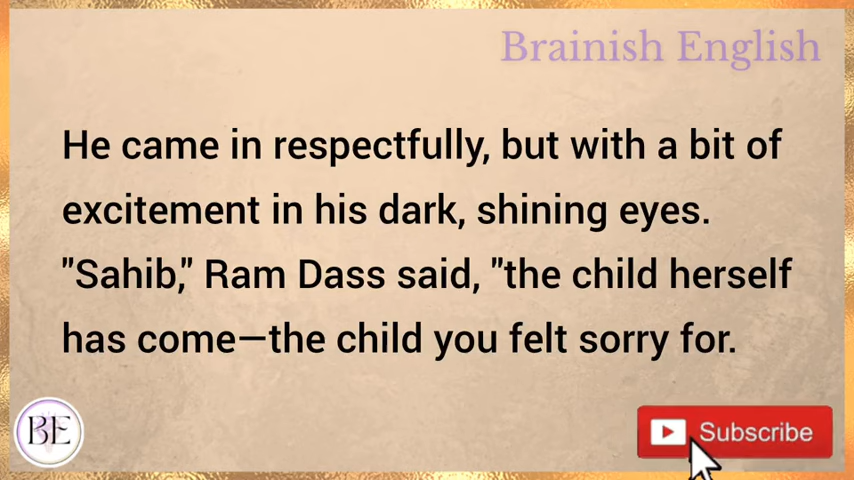 Brainish English
He came in respectfully, but with a bit of
excitement in his dark, shining eyes.
"Sahib," Ram Dass said, "the child herself
has come—the child you felt sorry for.
BE
Subscribe